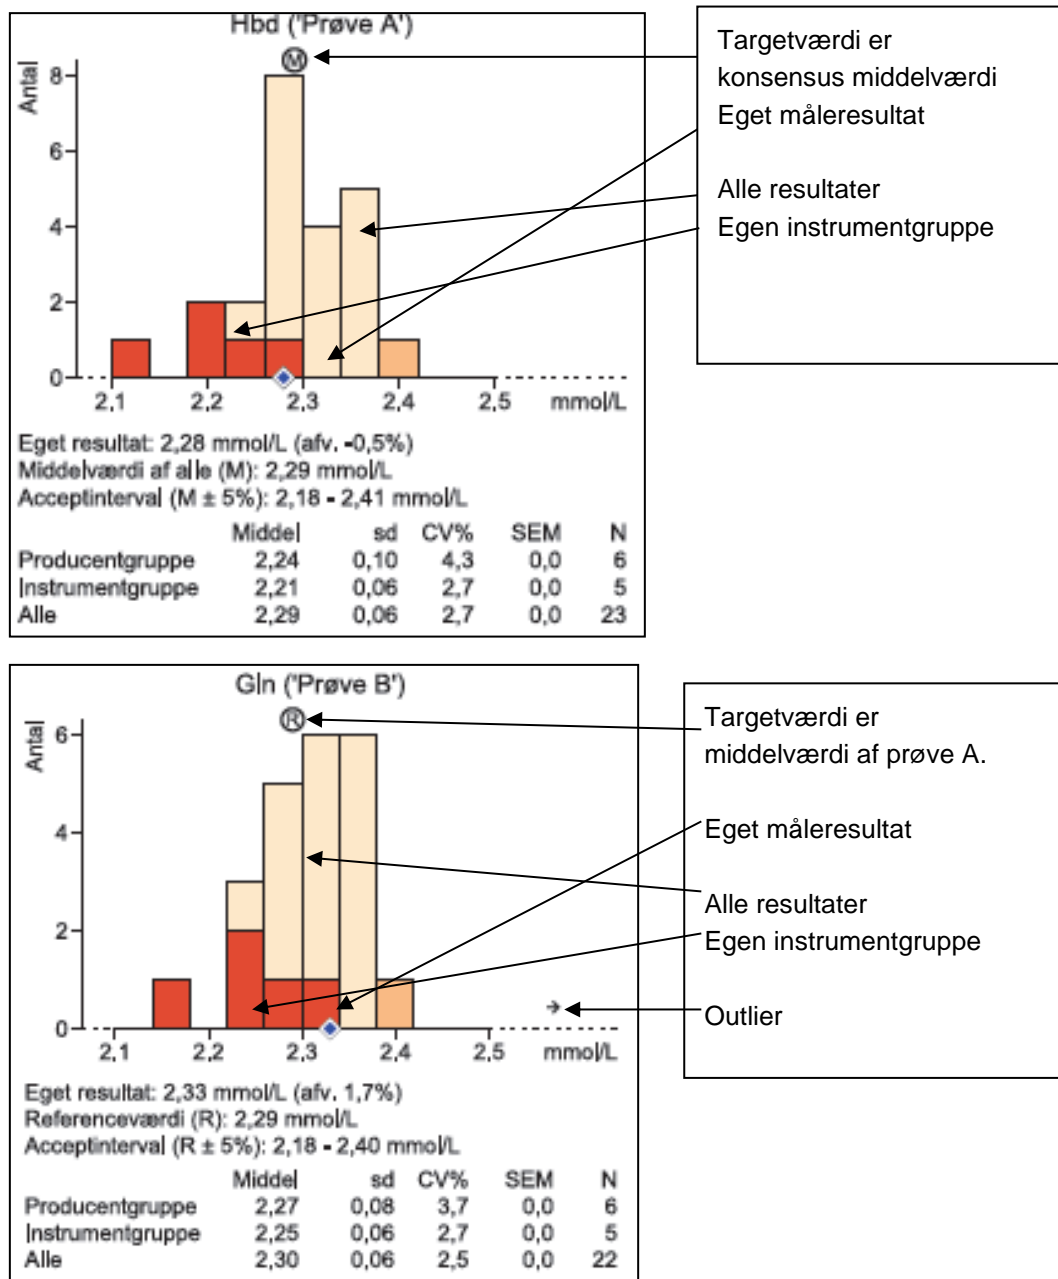 Hbd ('Prøve A')
M
Antal
8
6
4
2
0
2,1 2,2 2,3 2,4 2,5 mmol/L
Eget resultat: 2,28 mmol/L (afv. -0,5%)
Middelværdi af alle (M): 2,29 mmol/L
Acceptinterval (M ± 5%): 2,18 - 2,41 mmol/L
Middel sd CV% SEM N
Producentgruppe 2,24 0,10 4,3 0,0 6
Instrumentgruppe 2,21 0,06 2,7 0,0 5
Alle 2,29 0,06 2,7 0,0 23
Targetværdi er
konsensus middelværdi
Eget måleresultat
Alle resultater
Egen instrumentgruppe
Gln ('Prøve B')
R
Antal
6
4
2
0
2,1 2,2 2,3 2,4 2,5 mmol/L
Eget resultat: 2,33 mmol/L (afv. 1,7%)
Referenceværdi (R): 2,29 mmol/L
Acceptinterval (R ± 5%): 2,18 - 2,40 mmol/L
Middel sd CV% SEM N
Producentgruppe 2,27 0,08 3,7 0,0 6
Instrumentgruppe 2,25 0,06 2,7 0,0 5
Alle 2,30 0,06 2,5 0,0 22
Targetværdi er
middelværdi af prøve A.
Eget måleresultat
Alle resultater
Egen instrumentgruppe
Outlier